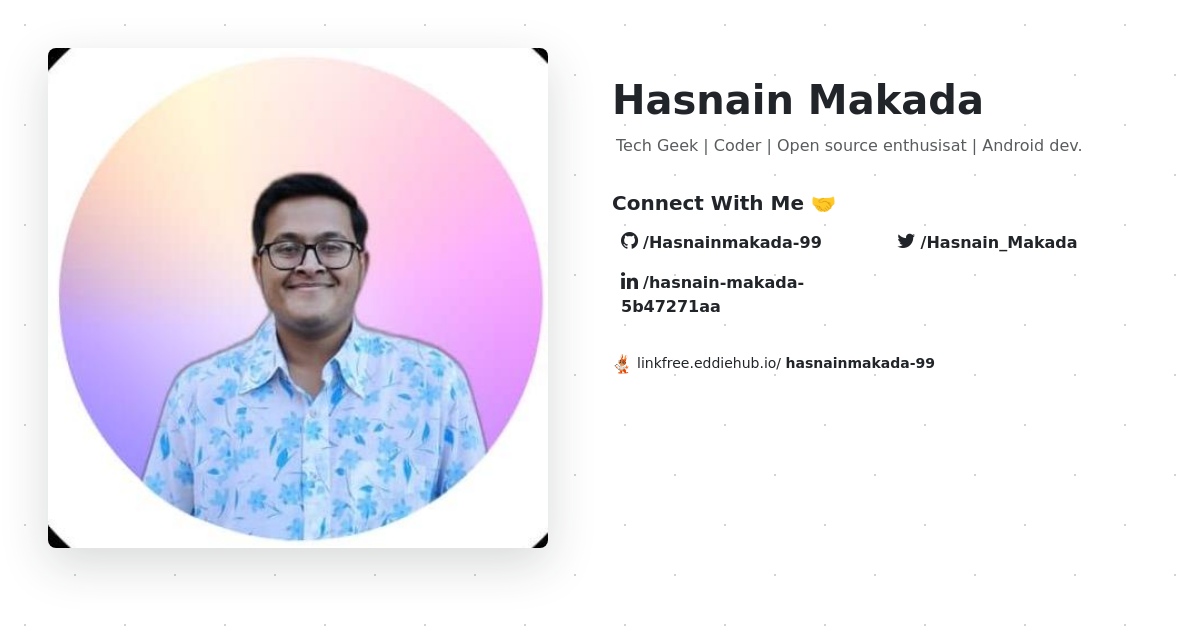 Hasnain Makada
Tech Geek | Coder | Open source enthusisat | Android dev.
Connect With Me 🤝
/Hasnainmakada-99
/Hasnain_Makada
in /hasnain-makada-
5b47271aa
linkfree.eddiehub.io/ hasnainmakada-99